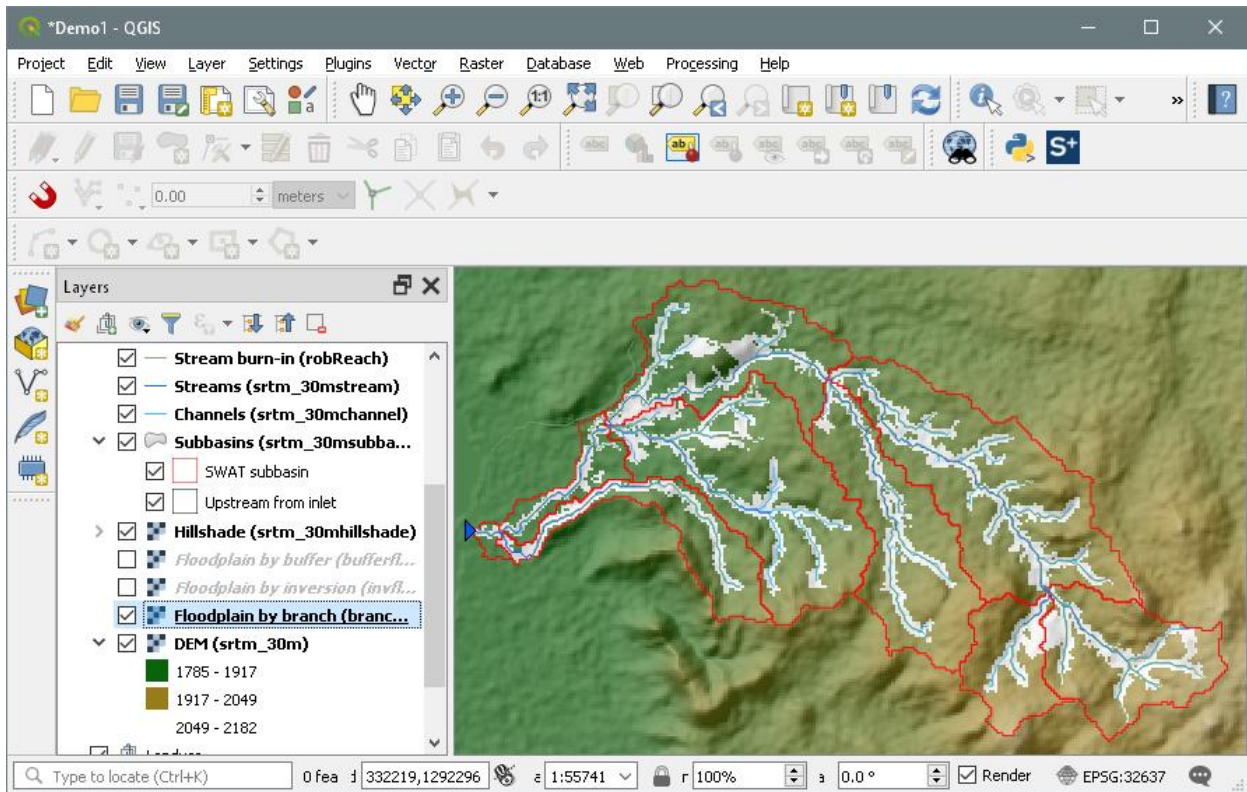 *Demo1 - QGIS
Project Edit View Layer Settings Plugins Vector Raster Database Web Processing Help
0.00 meters
Layers
Stream burn-in (robReach)
Streams (srtm_30mstream)
Channels (srtm_30mchannel)
Subbasins (srtm_30msubba...
SWAT subbasin
Upstream from inlet
Hillshade (srtm_30mhillshade)
Floodplain by buffer (bufferfl...
Floodplain by inversion (invfl...
Floodplain by branch (branc...
DEM (srtm_30m)
1785 - 1917
1917 - 2049
2049 - 2182
Type to locate (Ctrl+K) 0 fea 332219,1292296 1:55741 100% 0.0 ° Render EPSG:32637